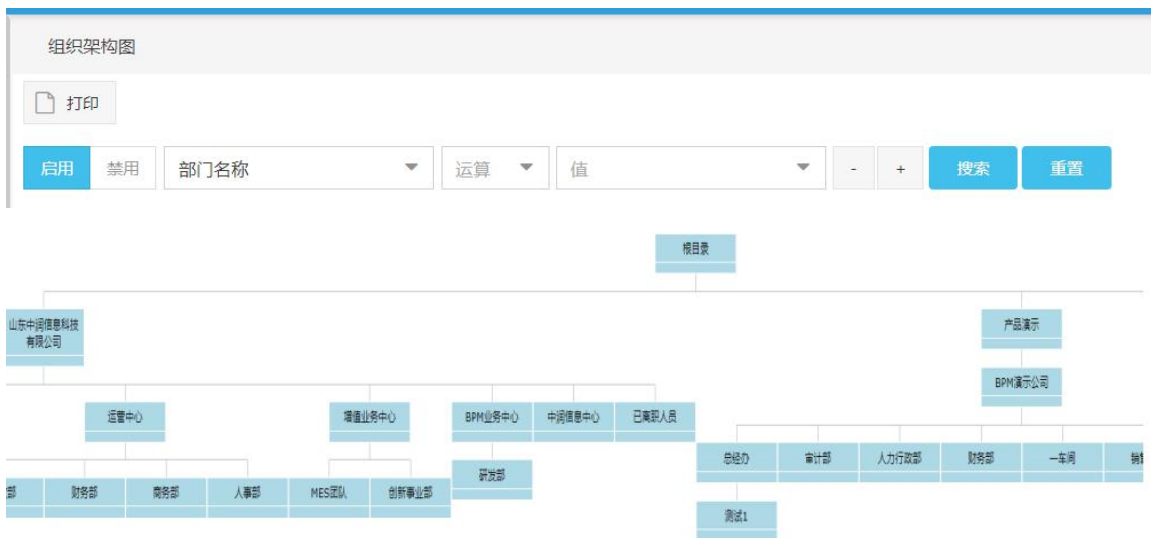 组织架构图
打印
启用 禁用 部门名称 运算 值 - + 搜索 重置
根目录
山东中润信息科技
有限公司
产品演示
BPM演示公司
运营中心 增值业务中心 BPM业务中心 中润信息中心 已离职人员
总经办 审计部 人力行政部 财务部 一车间 销售
研发部
部 财务部 商务部 人事部 MES团队 创新事业部
测试1